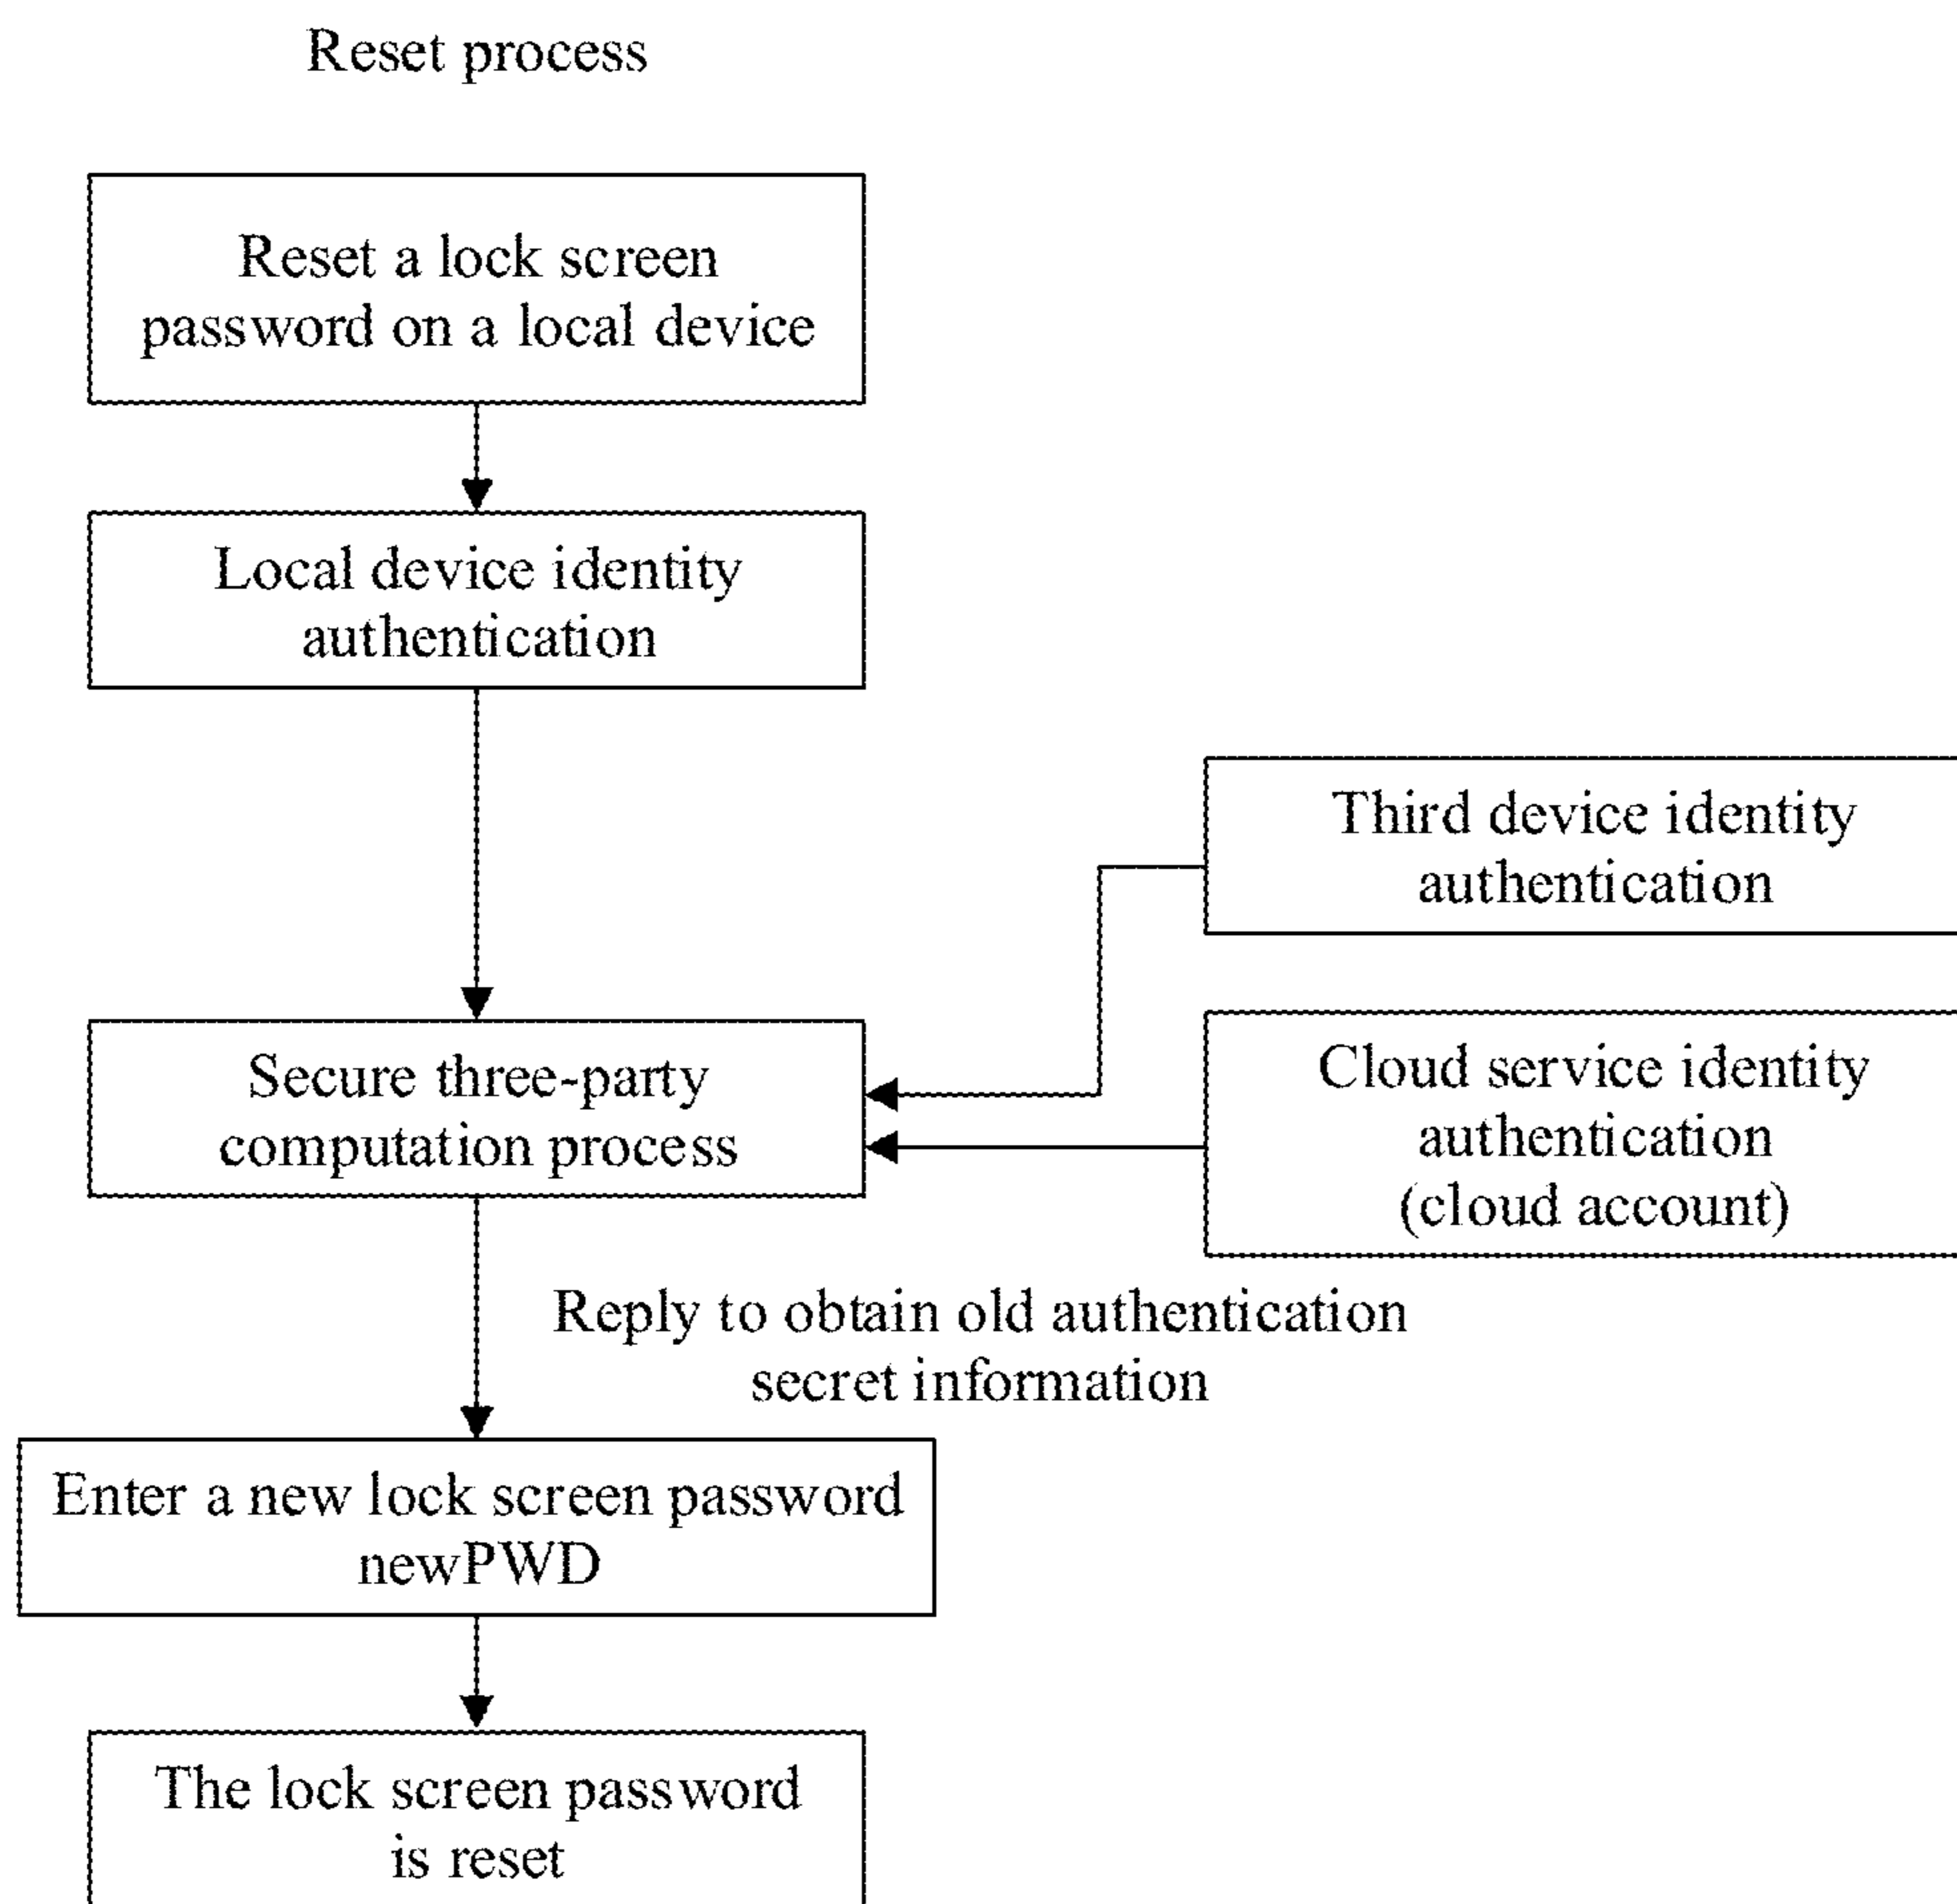 Reset process
Reset a lock screen
password on a local device
Local device identity
authentication
Third device identity
authentication
Secure three-party
computation process
Cloud service identity
authentication
(cloud account)
Reply to obtain old authentication
secret information
Enter a new lock screen password
newPWD
The lock screen password
is reset